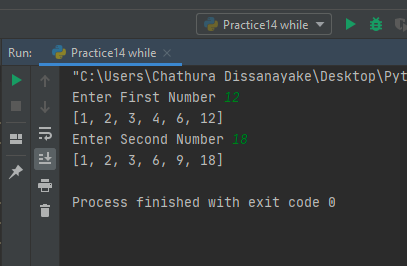 Practice14 while
Run: Practice14 while
"C:\Users\Chathura Dissanayake\Desktop\Pyt
Enter First Number 12
[1, 2, 3, 4, 6, 12]
Enter Second Number 18
[1, 2, 3, 6, 9, 18]
Process finished with exit code 0